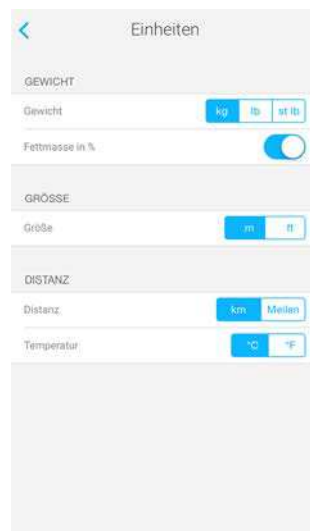 Einheiten
GEWICHT
Gewicht kg lb st lb
Fettmasse in %
GRÖSSE
Größe m ft
DISTANZ
Distanz km Meilen
Temperatur °C °F